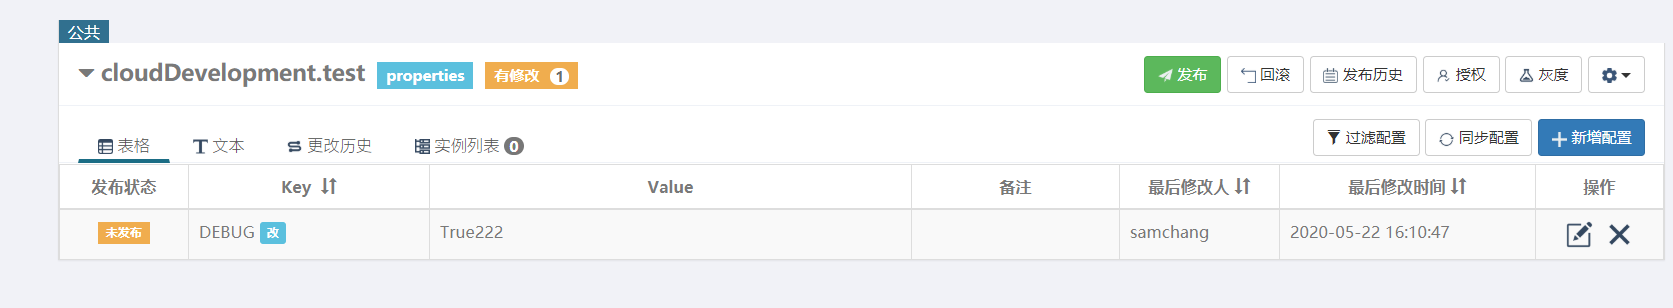 公共
cloudDevelopment.test properties 有修改 1 发布 回滚 发布历史 授权 灰度
表格 文本 更改历史 实例列表 0 过滤配置 同步配置 新增配置
发布状态 Key Value 备注 最后修改人 最后修改时间 操作
未发布 DEBUG 改 True222 samchang 2020-05-22 16:10:47